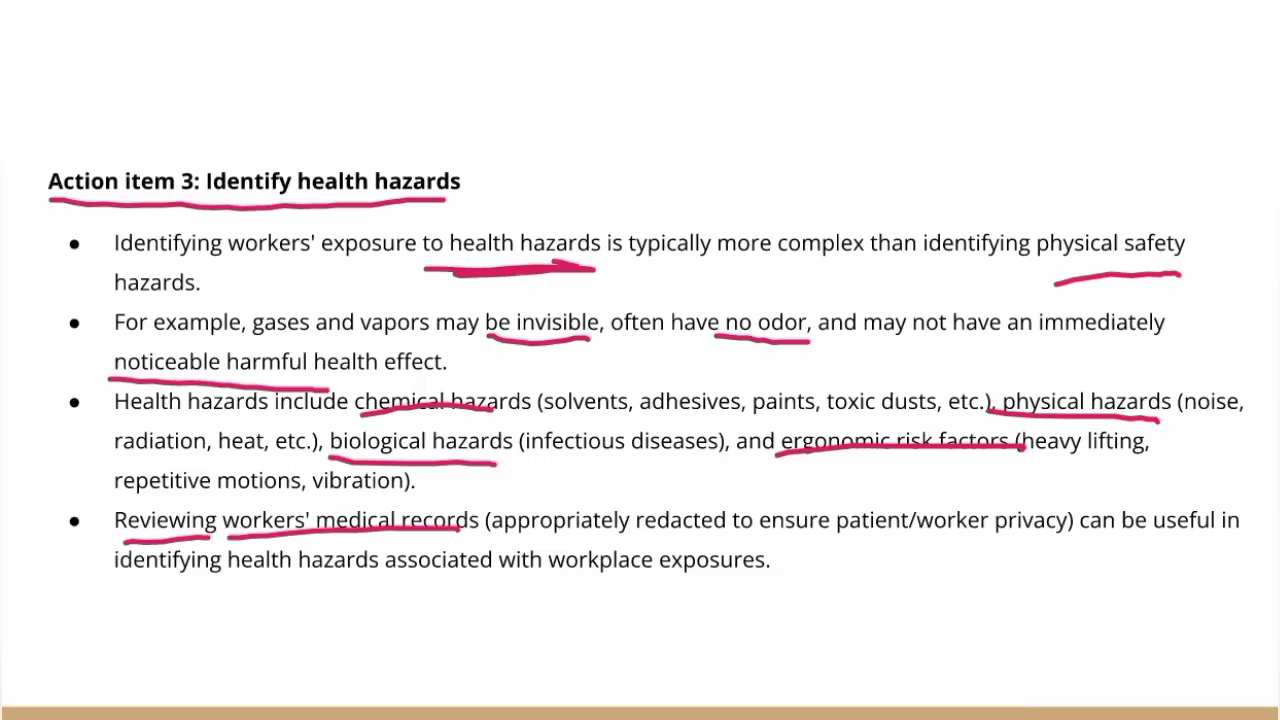 Action item 3: Identify health hazards
● Identifying workers' exposure to health hazards is typically more complex than identifying physical safety
hazards.
● For example, gases and vapors may be invisible, often have no odor, and may not have an immediately
noticeable harmful health effect.
● Health hazards include chemical hazards (solvents, adhesives, paints, toxic dusts, etc.), physical hazards (noise,
radiation, heat, etc.), biological hazards (infectious diseases), and ergonomic risk factors (heavy lifting,
repetitive motions, vibration).
● Reviewing workers' medical records (appropriately redacted to ensure patient/worker privacy) can be useful in
identifying health hazards associated with workplace exposures.